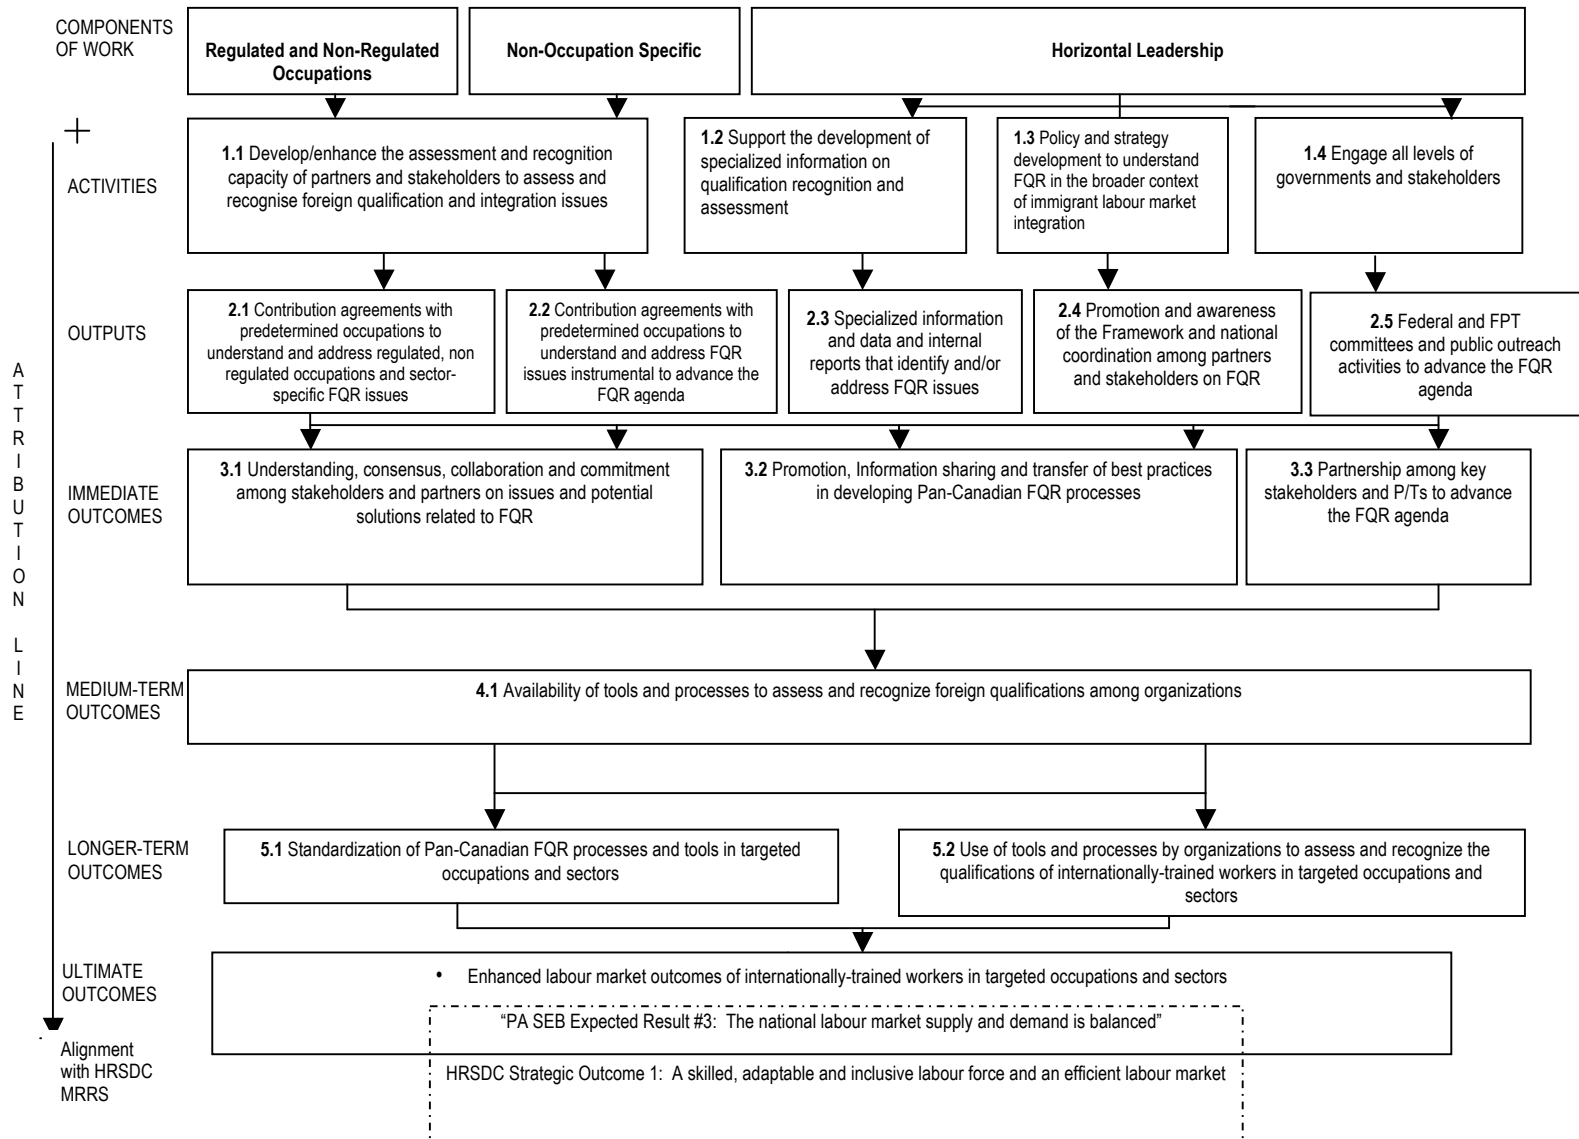 COMPONENTS
OF WORK
Regulated and Non-Regulated
Occupations
Non-Occupation Specific
Horizontal Leadership
ACTIVITIES
1.1 Develop/enhance the assessment and recognition
capacity of partners and stakeholders to assess and
recognise foreign qualification and integration issues
1.2 Support the development of
specialized information on
qualification recognition and
assessment
1.3 Policy and strategy
development to understand
FQR in the broader context
of immigrant labour market
integration
1.4 Engage all levels of
governments and stakeholders
OUTPUTS
2.1 Contribution agreements with
predetermined occupations to
understand and address regulated, non
regulated occupations and sector-
specific FQR issues
2.2 Contribution agreements with
predetermined occupations to
understand and address FQR
issues instrumental to advance the
FQR agenda
2.3 Specialized information
and data and internal
reports that identify and/or
address FQR issues
2.4 Promotion and awareness
of the Framework and national
coordination among partners
and stakeholders on FQR
2.5 Federal and FPT
committees and public outreach
activities to advance the FQR
agenda
IMMEDIATE
OUTCOMES
3.1 Understanding, consensus, collaboration and commitment
among stakeholders and partners on issues and potential
solutions related to FQR
3.2 Promotion, Information sharing and transfer of best practices
in developing Pan-Canadian FQR processes
3.3 Partnership among key
stakeholders and P/Ts to advance
the FQR agenda
MEDIUM-TERM
OUTCOMES
4.1 Availability of tools and processes to assess and recognize foreign qualifications among organizations
LONGER-TERM
OUTCOMES
5.1 Standardization of Pan-Canadian FQR processes and tools in targeted
occupations and sectors
5.2 Use of tools and processes by organizations to assess and recognize the
qualifications of internationally-trained workers in targeted occupations and
sectors
ULTIMATE
OUTCOMES
• Enhanced labour market outcomes of internationally-trained workers in targeted occupations and sectors
“PA SEB Expected Result #3: The national labour market supply and demand is balanced”
Alignment
with HRSDC
MRRS
HRSDC Strategic Outcome 1: A skilled, adaptable and inclusive labour force and an efficient labour market
ATTRIBUTION LINE